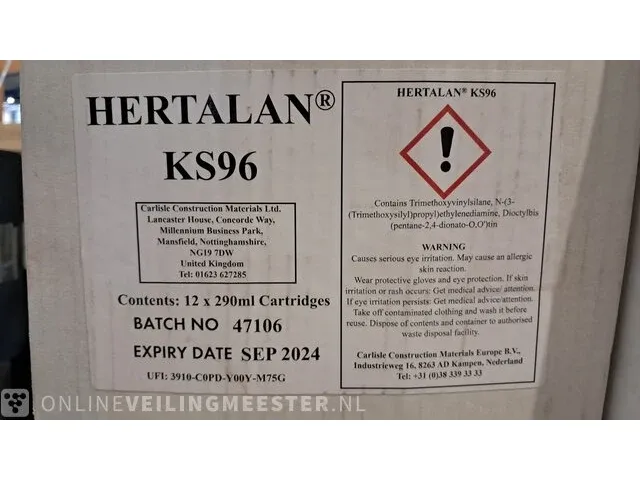 HERTALAN®
KS96
Carlisle Construction Materials Ltd.
Lancaster House, Concorde Way,
Millennium Business Park,
Mansfield, Nottinghamshire,
NG19 7DW
United Kingdom
Tel: 01623 627285
Contents: 12 x 290ml Cartridges
BATCH NO 47106
EXPIRY DATE SEP 2024
UFI: 3910-C0PD-Y00Y-M75G
HERTALAN® KS96
Contains Trimethoxyvinylsilane, N-(3-
(Trimethoxysilyl)propyl)ethylenediamine, Dioctylbis
(pentane-2,4-dionato-O,O')tin
WARNING
Causes serious eye irritation. May cause an allergic
skin reaction.
Wear protective gloves and eye protection. If skin
irritation or rash occurs: Get medical advice/ attention.
If eye irritation persists: Get medical advice/attention.
Take off contaminated clothing and wash it before
reuse. Dispose of contents and container to authorised
waste disposal facility.
Carlisle Construction Materials Europe B.V.,
Industrieweg 16, 8263 AD Kampen, Nederland
Tel: +31 (0)38 339 33 33
ONLINEVEILINGMEESTER.NL